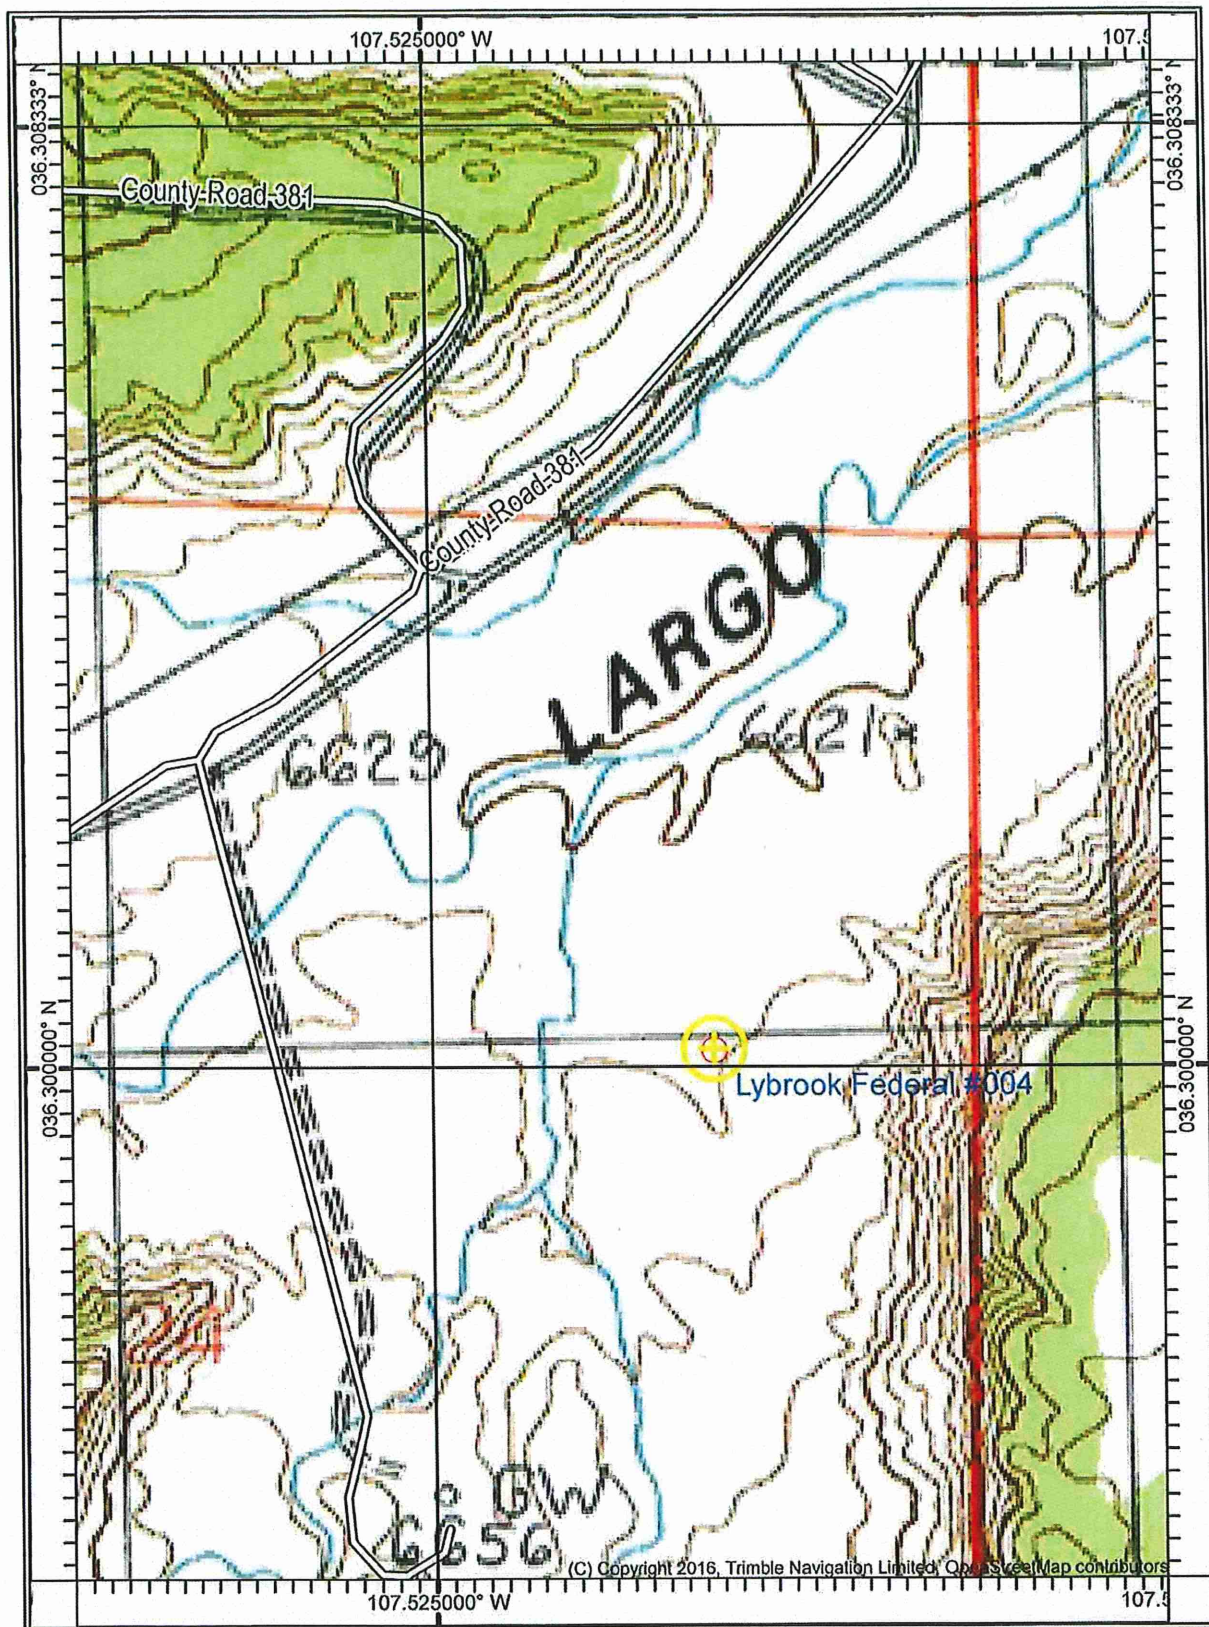 107.525000° W
107.5
036.308333° N
036.308333° N
County-Road-381
County-Road-381
LARGO
6629
6621
036.300000° N
036.300000° N
Lybrook Federal #004
24
GW
6656
(C) Copyright 2016, Trimble Navigation Limited, OpenStreetMap contributors
107.525000° W
107.5